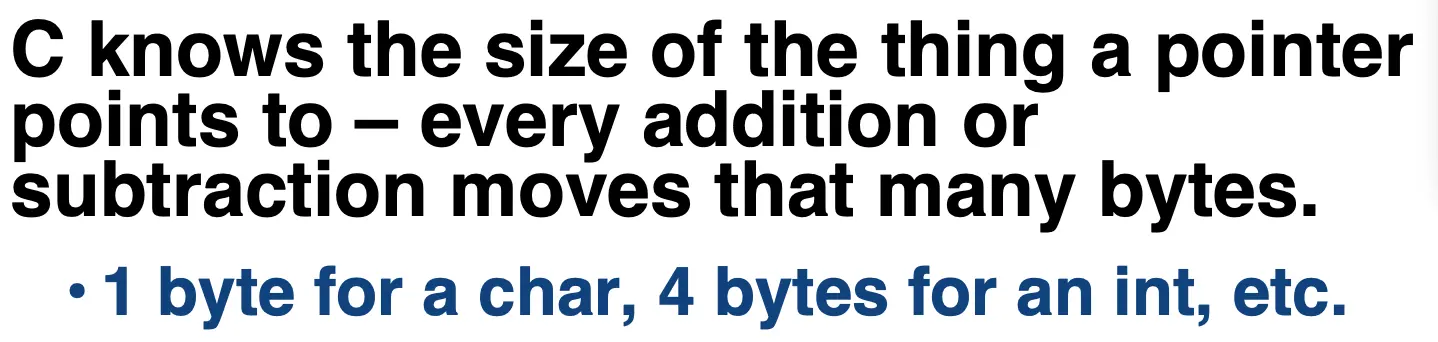 C knows the size of the thing a pointer
points to – every addition or
subtraction moves that many bytes.
• 1 byte for a char, 4 bytes for an int, etc.